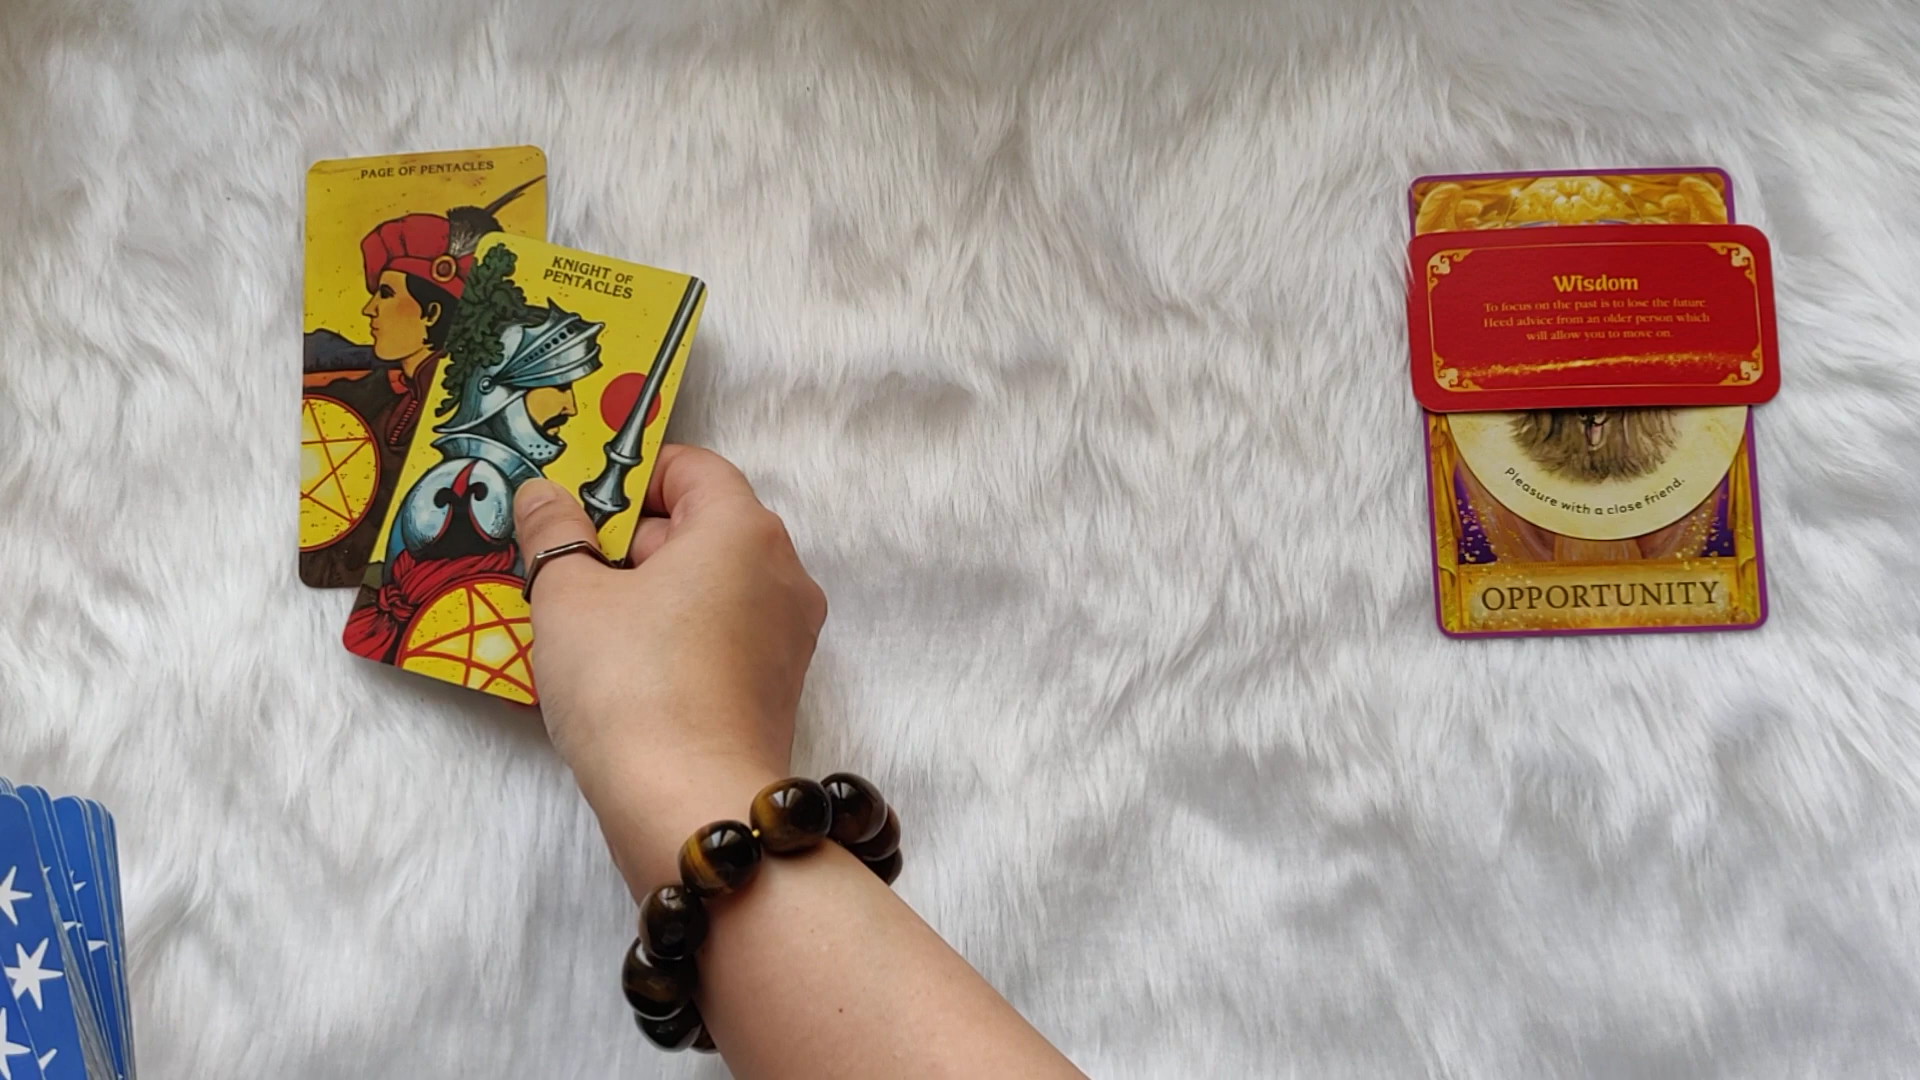 PAGE OF PENTACLES
KNIGHT OF
PENTACLES
Wisdom
To focus on the past is to lose the future.
Heed advice from an older person which
will allow you to move on.
Pleasure with a close friend.
OPPORTUNITY